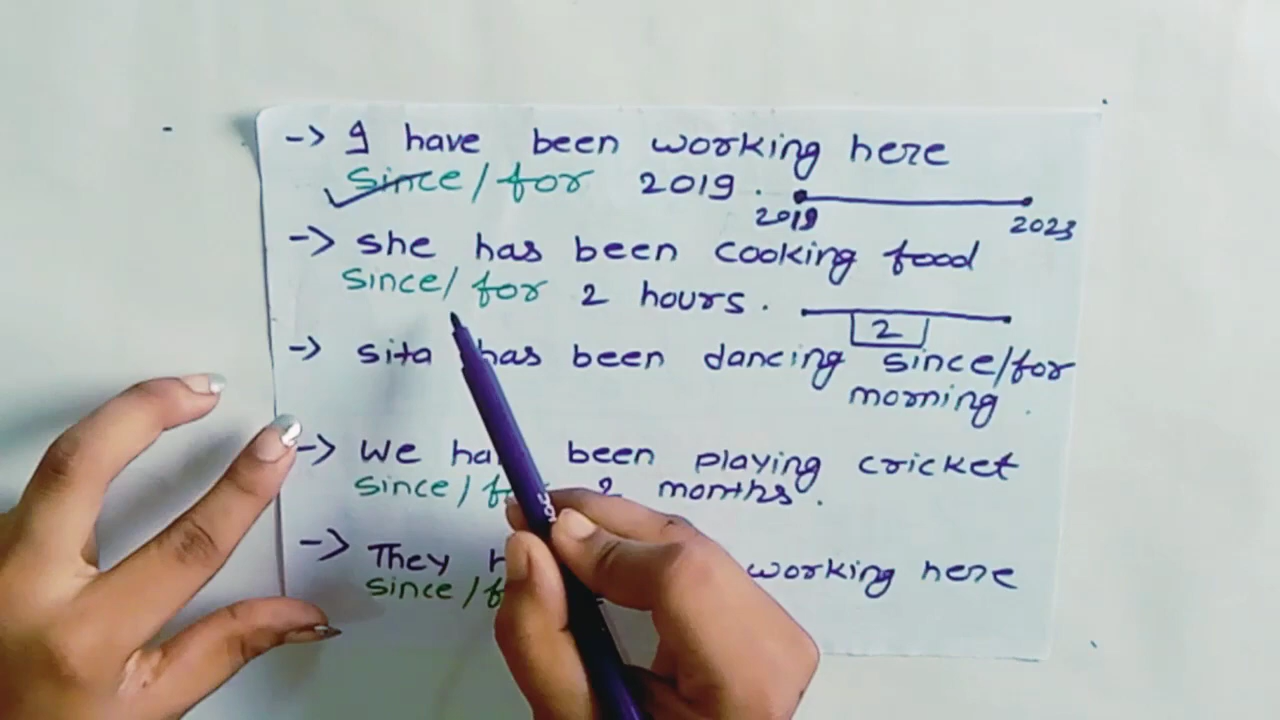 -> I have been working here
Since/for 2019.
2019 2023
-> she has been cooking food
Since/for 2 hours.
2
-> sita has been dancing since/for
morning.
-> We been playing cricket
since/ 2 months.
-> They working here
since/